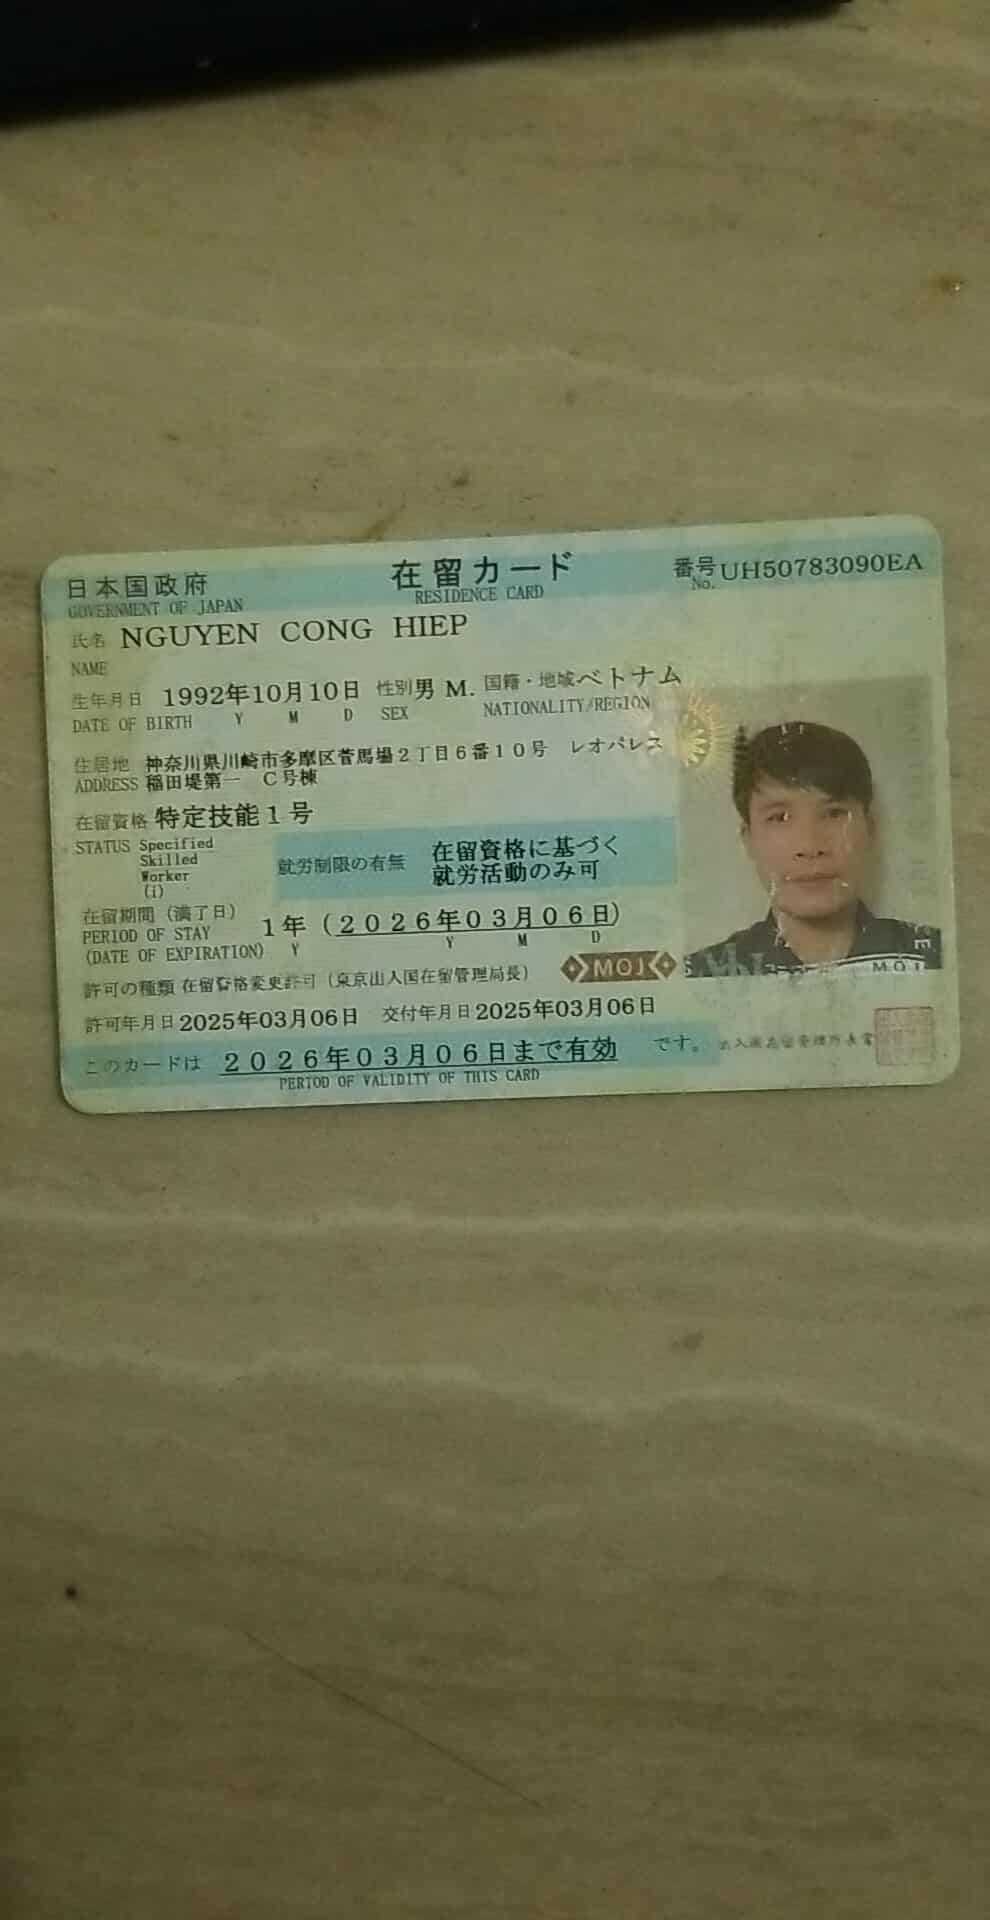 日本国政府 在留カード 番号 UH50783090EA
GOVERNMENT OF JAPAN RESIDENCE CARD No.
氏名 NGUYEN CONG HIEP
NAME
生年月日 1992年10月10日 性別 男 M. 国籍・地域 ベトナム
DATE OF BIRTH Y M D SEX NATIONALITY/REGION
住居地 神奈川県川崎市多摩区菅馬場2丁目6番10号 レオパレス
ADDRESS 稲田堤第一 C号棟
在留資格 特定技能1号
STATUS Specified
Skilled
Worker
(i)
就労制限の有無 在留資格に基づく
就労活動のみ可
在留期間(満了日) 1年(2026年03月06日)
PERIOD OF STAY
(DATE OF EXPIRATION) Y Y M D
MOJ
MOJ
許可の種類 在留資格変更許可(東京出入国在留管理局長)
許可年月日 2025年03月06日 交付年月日 2025年03月06日
このカードは 2026年03月06日まで有効 です。
PERIOD OF VALIDITY OF THIS CARD